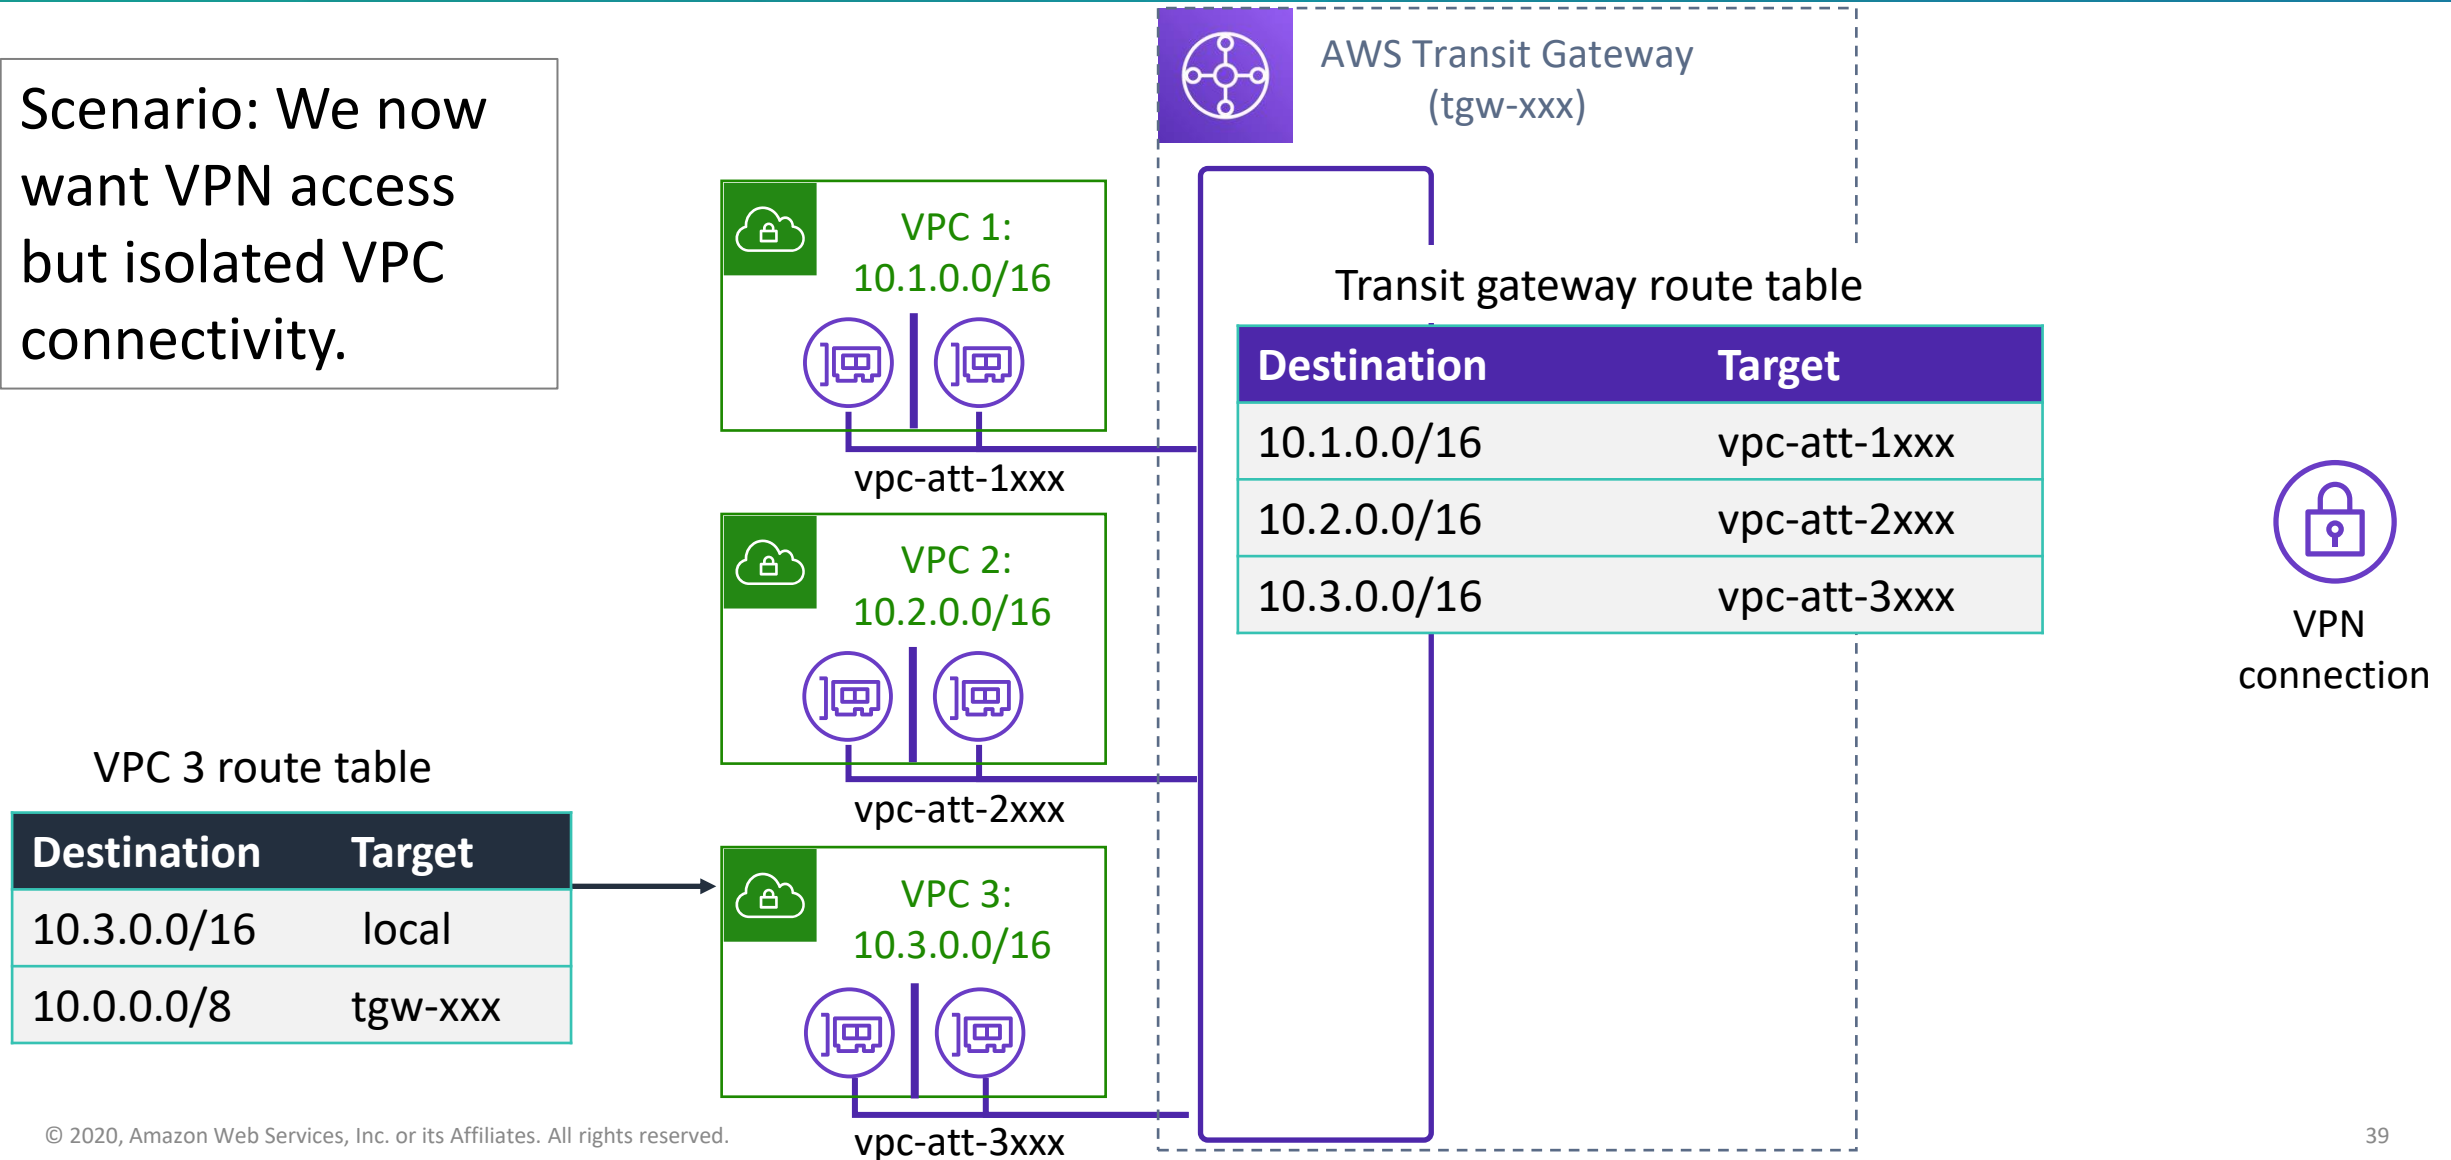 Scenario: We now
want VPN access
but isolated VPC
connectivity.
AWS Transit Gateway
(tgw-xxx)
VPC 1:
10.1.0.0/16
vpc-att-1xxx
VPC 2:
10.2.0.0/16
vpc-att-2xxx
VPC 3:
10.3.0.0/16
vpc-att-3xxx
Transit gateway route table
Destination Target
10.1.0.0/16 vpc-att-1xxx
10.2.0.0/16 vpc-att-2xxx
10.3.0.0/16 vpc-att-3xxx
VPN
connection
VPC 3 route table
Destination Target
10.3.0.0/16 local
10.0.0.0/8 tgw-xxx
© 2020, Amazon Web Services, Inc. or its Affiliates. All rights reserved.
39